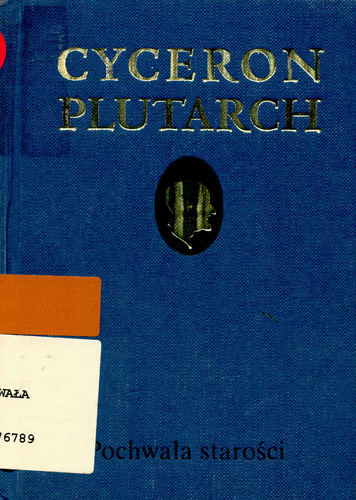 CYCERON
PLUTARCH
WAŁA
76789
Pochwała starości